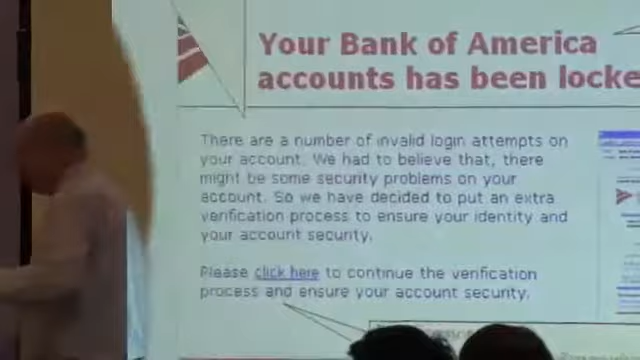 Your Bank of America
accounts has been locke
There are a number of invalid login attempts on
your account. We had to believe that, there
might be some security problems on your
account. So we have decided to put an extra
verification process to ensure your identity and
your account security.
Please click here to continue the verification
process and ensure your account security.